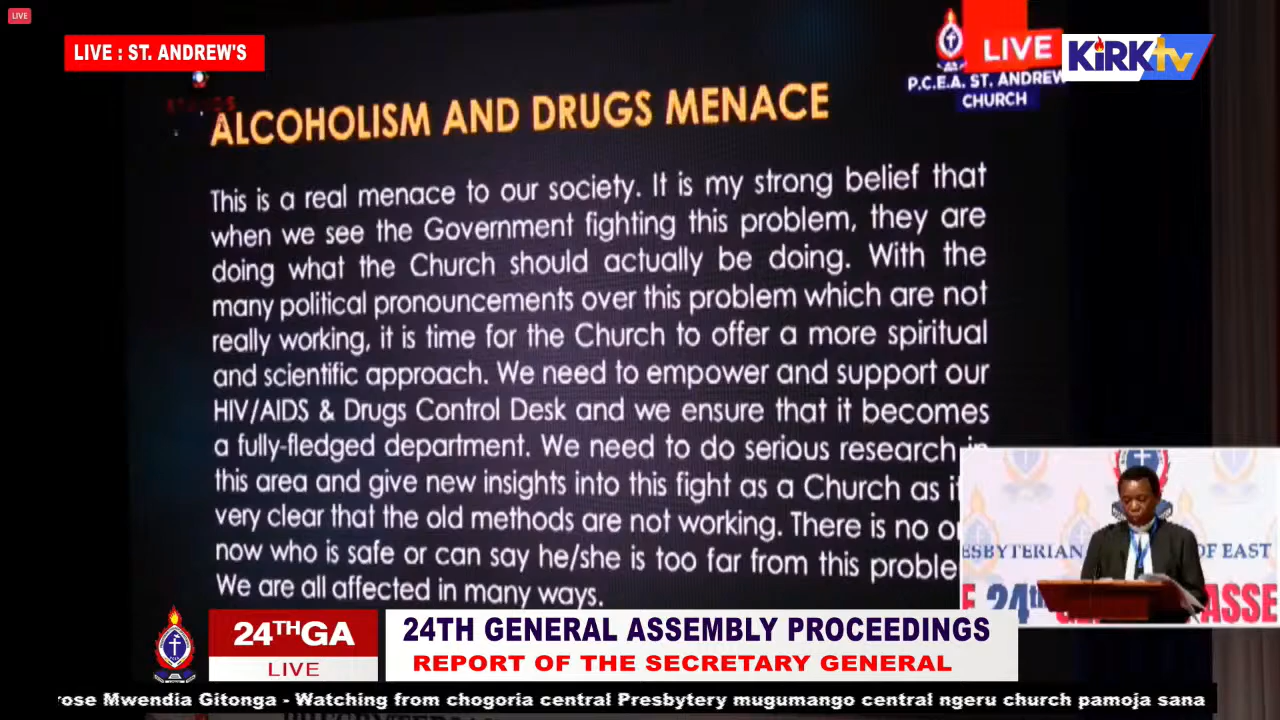 LIVE
LIVE : ST. ANDREW'S
LIVE
KiRKtv
P.C.E.A. ST. ANDREW
CHURCH
ALCOHOLISM AND DRUGS MENACE
This is a real menace to our society. It is my strong belief that
when we see the Government fighting this problem, they are
doing what the Church should actually be doing. With the
many political pronouncements over this problem which are not
really working, it is time for the Church to offer a more spiritual
and scientific approach. We need to empower and support our
HIV/AIDS & Drugs Control Desk and we ensure that it becomes
a fully-fledged department. We need to do serious research
this area and give new insights into this fight as a Church as
very clear that the old methods are not working. There is no
now who is safe or can say he/she is too far from this
We are all affected in many ways.
OF EAST
24th
24TH GA
LIVE
24TH GENERAL ASSEMBLY PROCEEDINGS
REPORT OF THE SECRETARY GENERAL
Mwendia Gitonga - Watching from chogoria central Presbytery mugumango central ngeru church pamoja sana